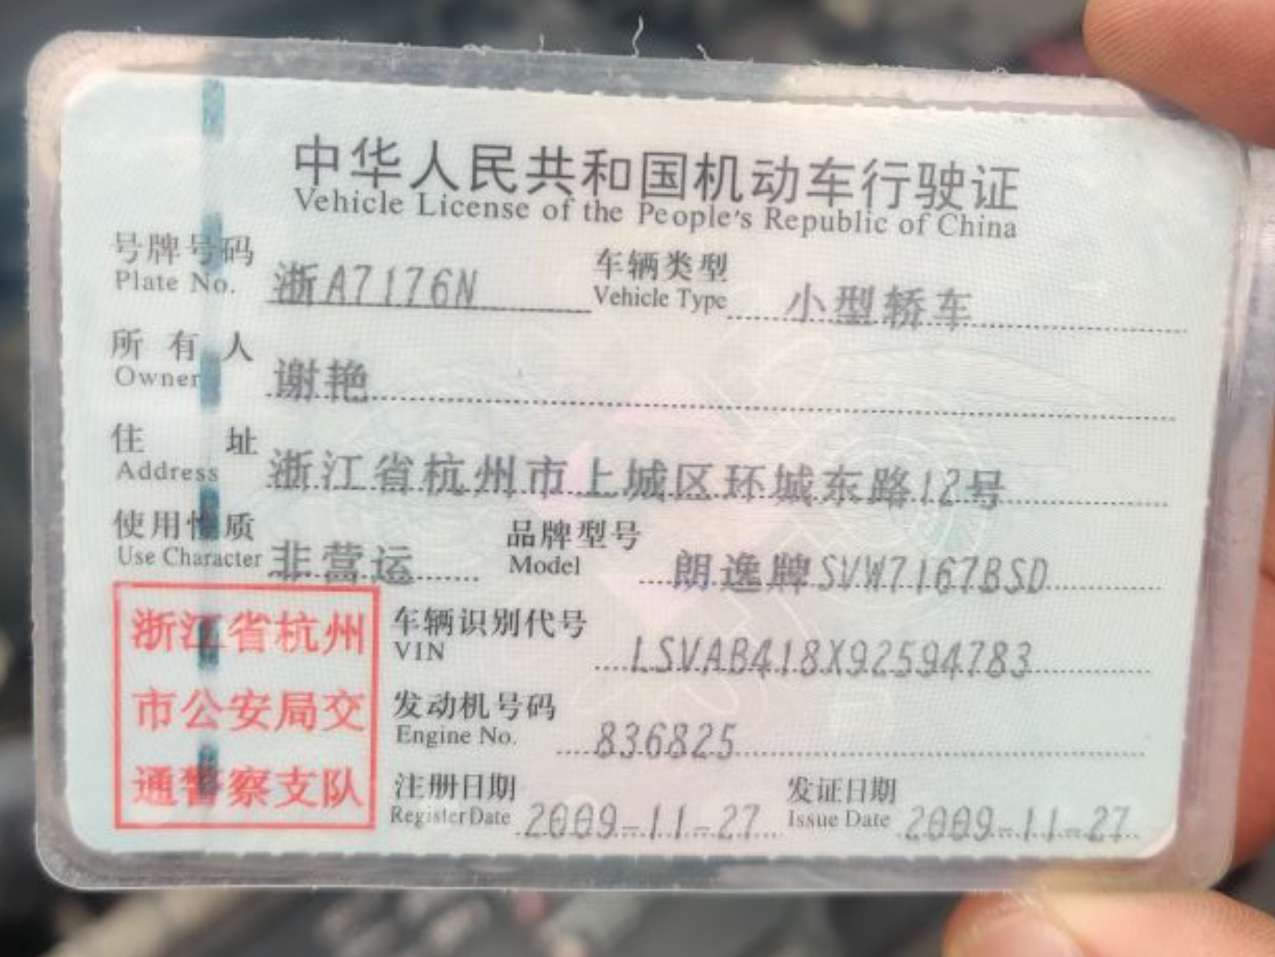 中华人民共和国机动车行驶证
Vehicle License of the People's Republic of China
号牌号码 浙A7176N 车辆类型 小型轿车
Plate No. Vehicle Type
所有人 谢艳
Owner
住址 浙江省杭州市上城区环城东路12号
Address
使用性质 非营运 品牌型号 朗逸牌SVW7167BSD
Use Character Model
浙江省杭州
市公安局交
通警察支队
车辆识别代号 LSVAB418X92594783
VIN
发动机号码 836825
Engine No.
注册日期 2009-11-27 发证日期 2009-11-27
Register Date Issue Date